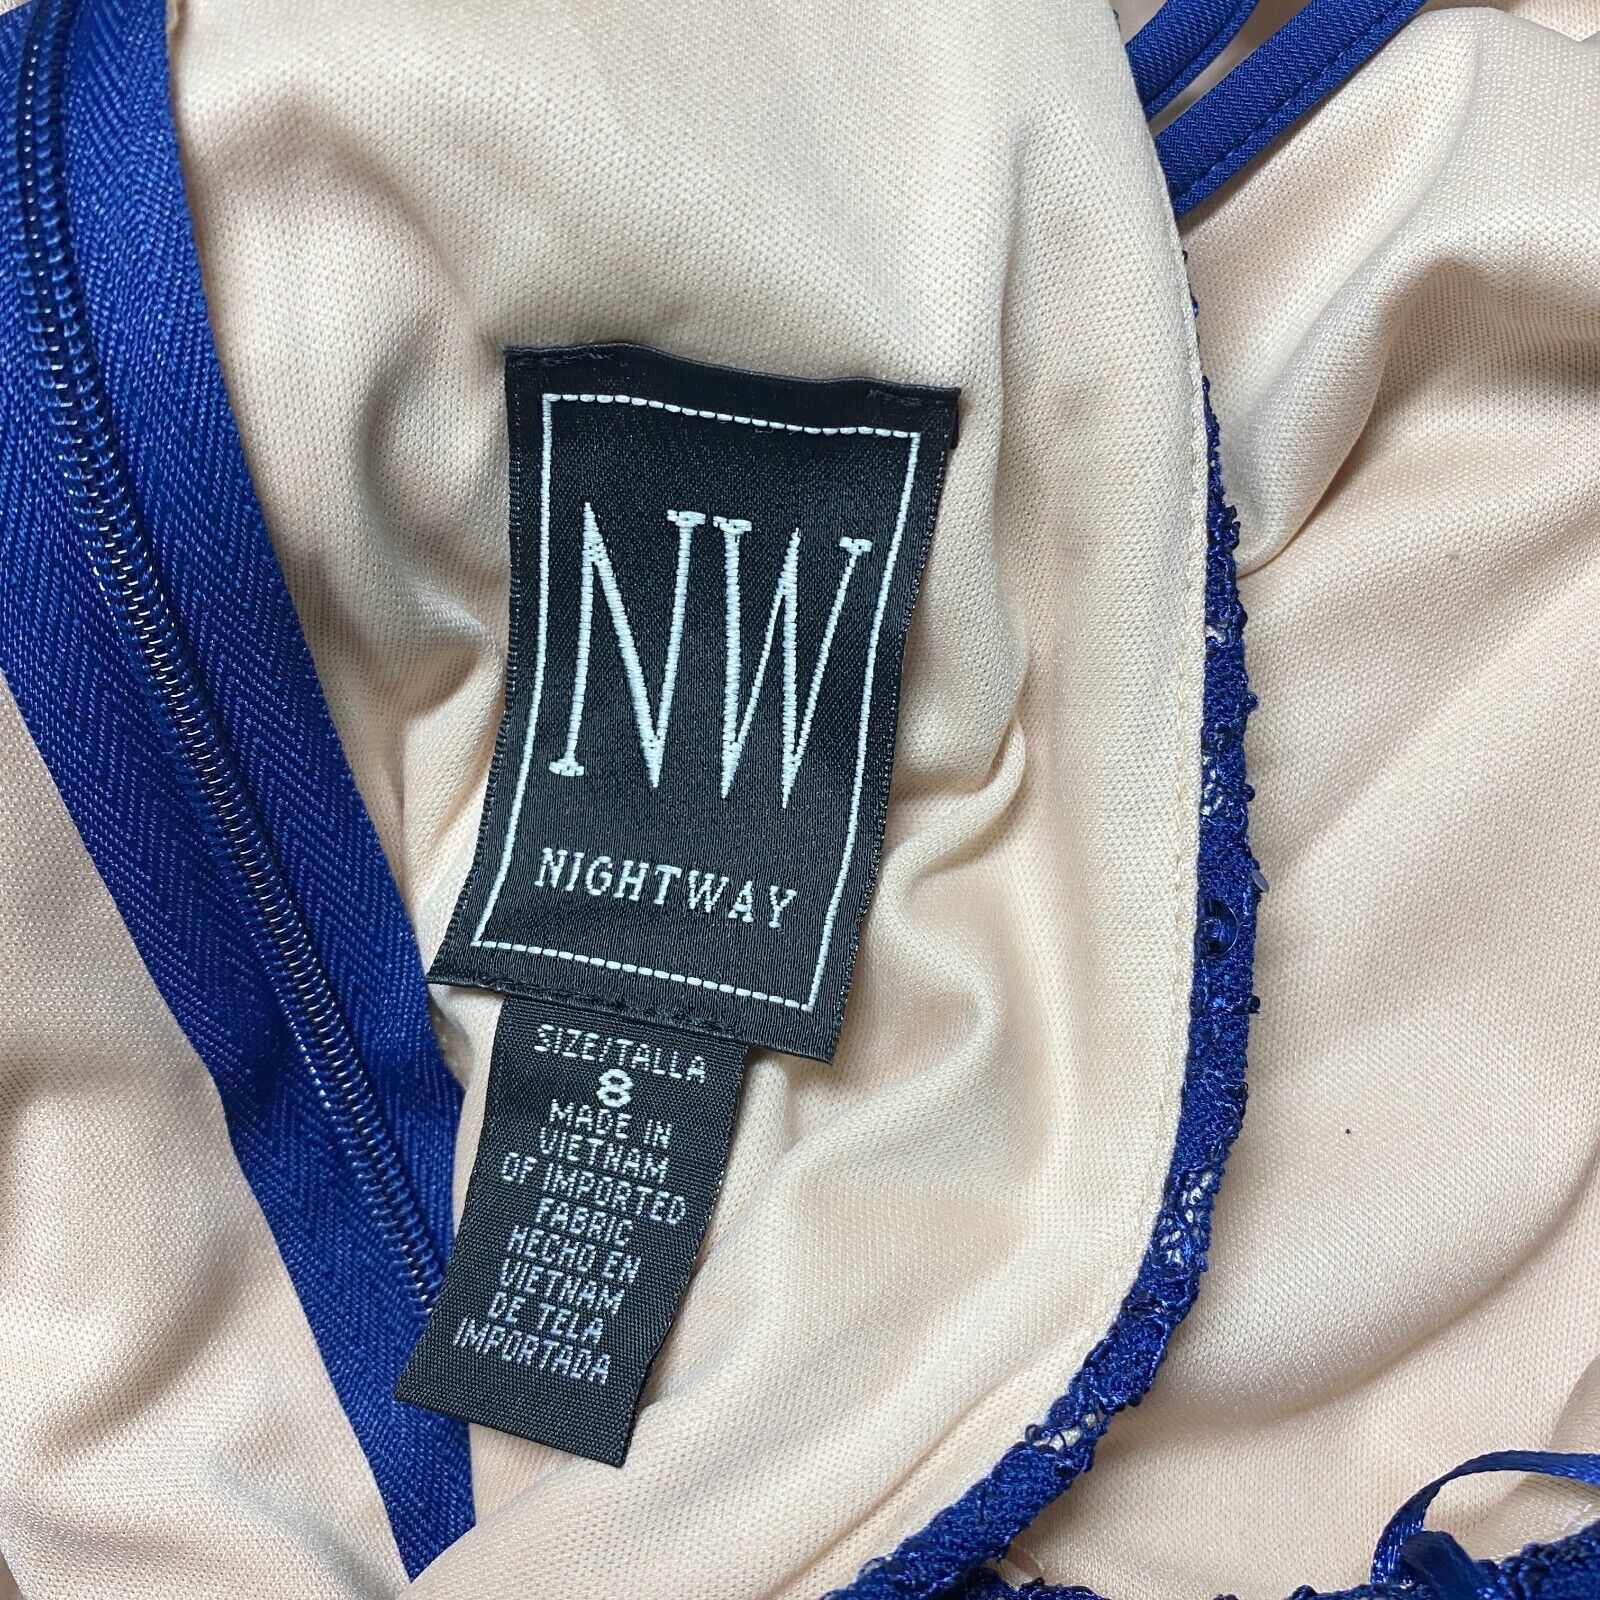 NW
NIGHTWAY
SIZE/TALLA
8
MADE IN
VIETNAM
OF IMPORTED
FABRIC
HECHO EN
VIETNAM
DE TELA
IMPORTADA